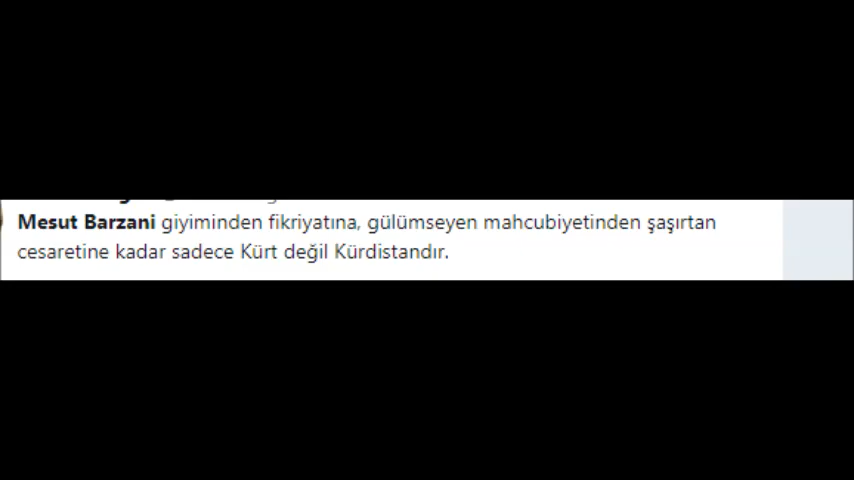 Mesut Barzani giyiminden fikriyatına, gülümseyen mahcubiyetinden şaşırtan
cesaretine kadar sadece Kürt değil Kürdistandır.